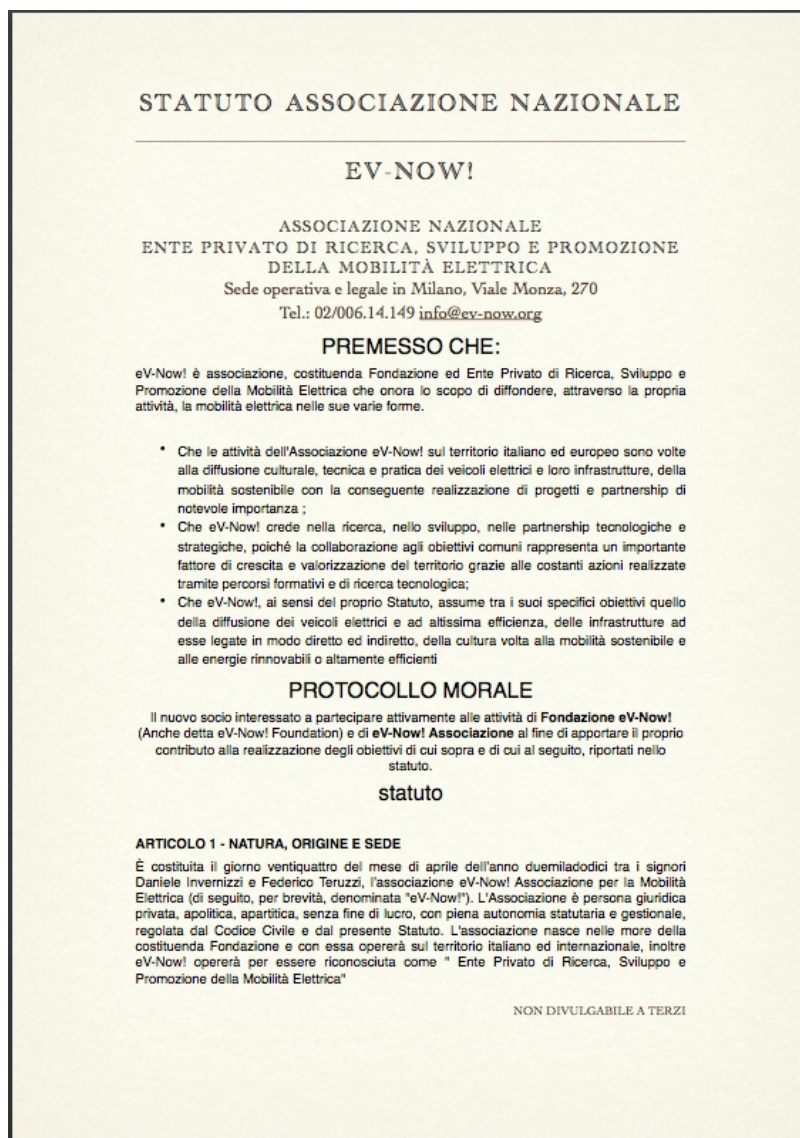 STATUTO ASSOCIAZIONE NAZIONALE
EV-NOW!
ASSOCIAZIONE NAZIONALE
ENTE PRIVATO DI RICERCA, SVILUPPO E PROMOZIONE
DELLA MOBILITÀ ELETTRICA
Sede operativa e legale in Milano, Viale Monza, 270
Tel.: 02/006.14.149 info@ev-now.org
PREMESSO CHE:
eV-Now! è associazione, costituenda Fondazione ed Ente Privato di Ricerca, Sviluppo e
Promozione della Mobilità Elettrica che onora lo scopo di diffondere, attraverso la propria
attività, la mobilità elettrica nelle sue varie forme.
• Che le attività dell'Associazione eV-Now! sul territorio italiano ed europeo sono volte
alla diffusione culturale, tecnica e pratica dei veicoli elettrici e loro infrastrutture, della
mobilità sostenibile con la conseguente realizzazione di progetti e partnership di
notevole importanza ;
• Che eV-Now! crede nella ricerca, nello sviluppo, nelle partnership tecnologiche e
strategiche, poiché la collaborazione agli obiettivi comuni rappresenta un importante
fattore di crescita e valorizzazione del territorio grazie alle costanti azioni realizzate
tramite percorsi formativi e di ricerca tecnologica;
• Che eV-Now!, ai sensi del proprio Statuto, assume tra i suoi specifici obiettivi quello
della diffusione dei veicoli elettrici e ad altissima efficienza, delle infrastrutture ad
esse legate in modo diretto ed indiretto, della cultura volta alla mobilità sostenibile e
alle energie rinnovabili o altamente efficienti
PROTOCOLLO MORALE
Il nuovo socio interessato a partecipare attivamente alle attività di Fondazione eV-Now!
(Anche detta eV-Now! Foundation) e di eV-Now! Associazione al fine di apportare il proprio
contributo alla realizzazione degli obiettivi di cui sopra e di cui al seguito, riportati nello
statuto.
statuto
ARTICOLO 1 - NATURA, ORIGINE E SEDE
È costituita il giorno ventiquattro del mese di aprile dell'anno duemiladodici tra i signori
Daniele Invernizzi e Federico Teruzzi, l'associazione eV-Now! Associazione per la Mobilità
Elettrica (di seguito, per brevità, denominata "eV-Now!"). L'Associazione è persona giuridica
privata, apolitica, apartitica, senza fine di lucro, con piena autonomia statutaria e gestionale,
regolata dal Codice Civile e dal presente Statuto. L'associazione nasce nelle more della
costituenda Fondazione e con essa opererà sul territorio italiano ed internazionale, inoltre
eV-Now! opererà per essere riconosciuta come " Ente Privato di Ricerca, Sviluppo e
Promozione della Mobilità Elettrica"
NON DIVULGABILE A TERZI